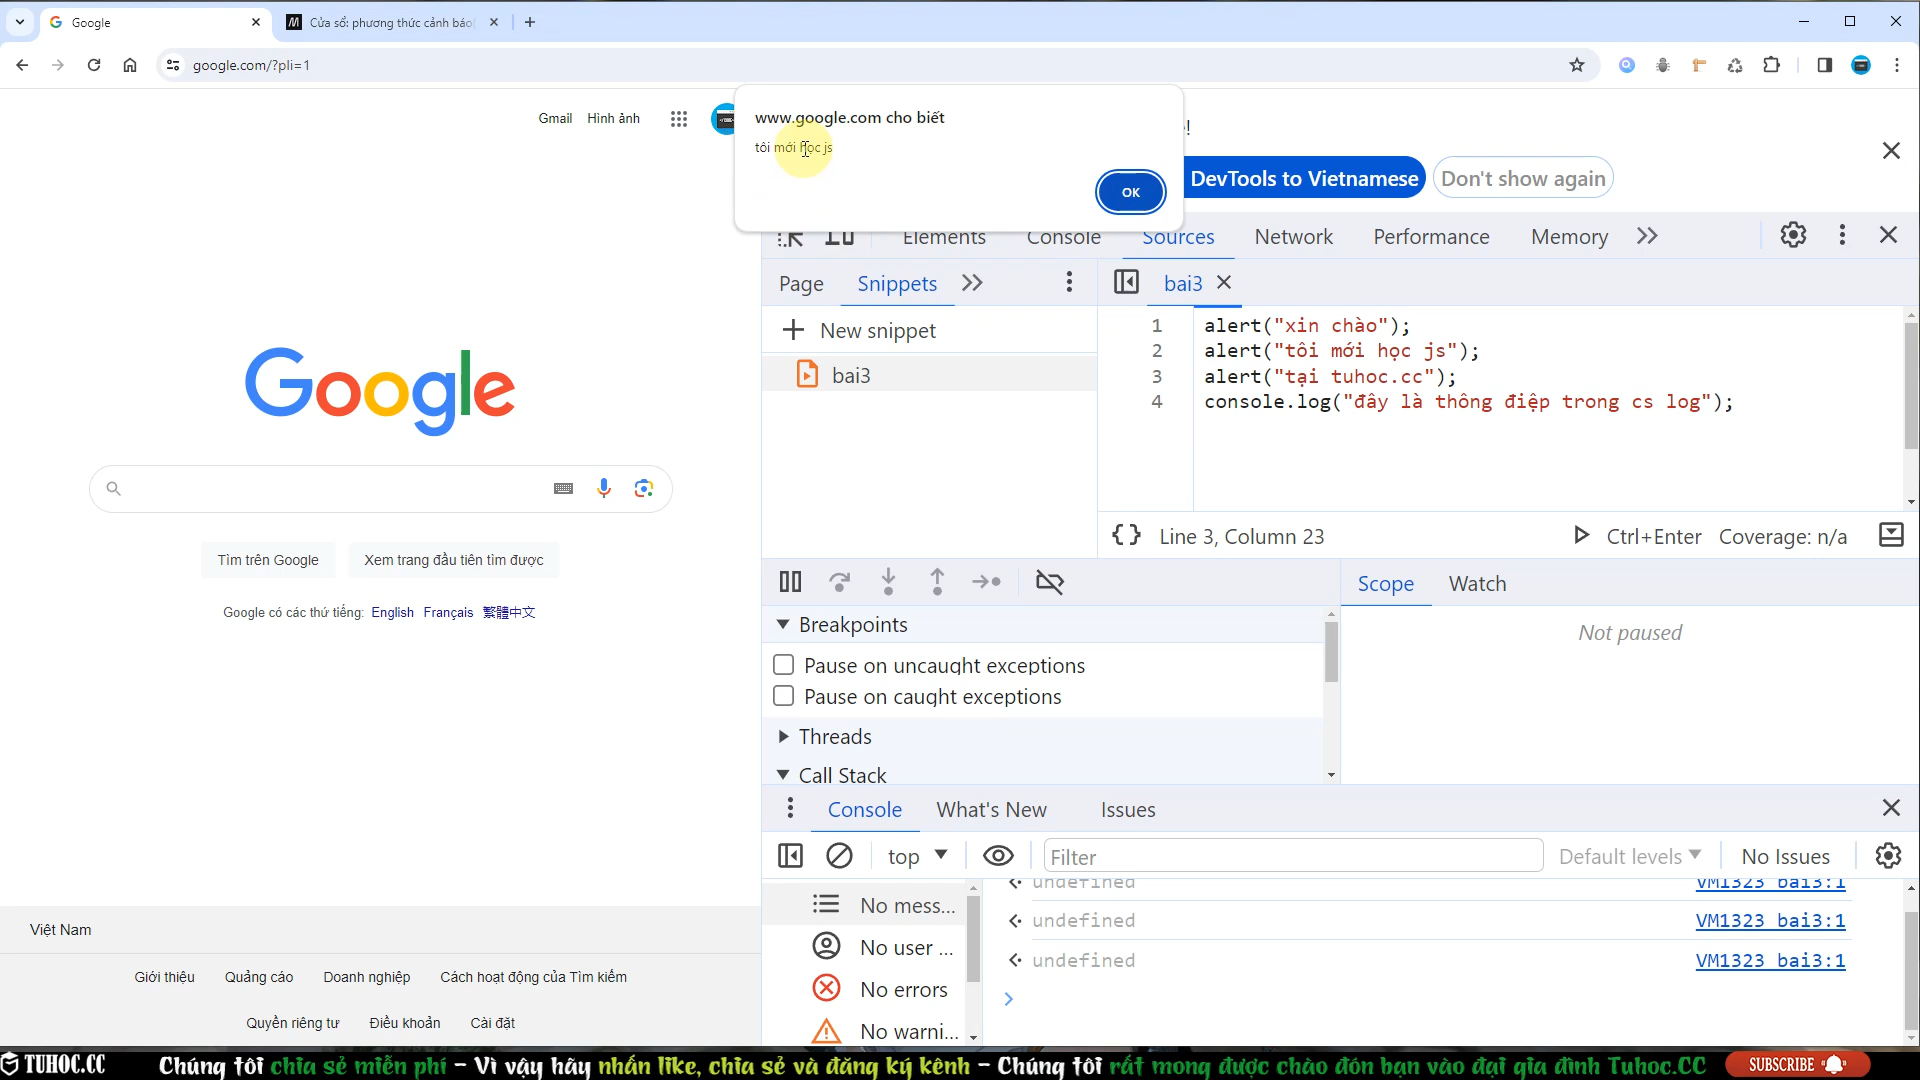 Google
Cửa sổ: phương thức cảnh báo
google.com/?pli=1
Gmail Hình ảnh
www.google.com cho biết
tôi mới học js
OK
!
DevTools to Vietnamese
Don't show again
Elements Console Sources Network Performance Memory
Page Snippets
bai3
New snippet
bai3
1 alert("xin chào");
2 alert("tôi mới học js");
3 alert("tại tuhoc.cc");
4 console.log("đây là thông điệp trong cs log");
{} Line 3, Column 23
Ctrl+Enter Coverage: n/a
Google
Tìm trên Google
Xem trang đầu tiên tìm được
Google có các thứ tiếng: English Français 繁體中文
Scope Watch
Not paused
Breakpoints
Pause on uncaught exceptions
Pause on caught exceptions
Threads
Call Stack
Console What's New Issues
top
Filter
Default levels
No Issues
No mess...
No user ...
No errors
No warni...
undefined VM1323 bai3:1
undefined VM1323 bai3:1
undefined VM1323 bai3:1
Việt Nam
Giới thiệu Quảng cáo Doanh nghiệp Cách hoạt động của Tìm kiếm
Quyền riêng tư Điều khoản Cài đặt
TUHOC.CC
Chúng tôi chia sẻ miễn phí - Vì vậy hãy nhấn like, chia sẻ và đăng ký kênh - Chúng tôi rất mong được chào đón bạn vào đại gia đình Tuhoc.CC
SUBSCRIBE